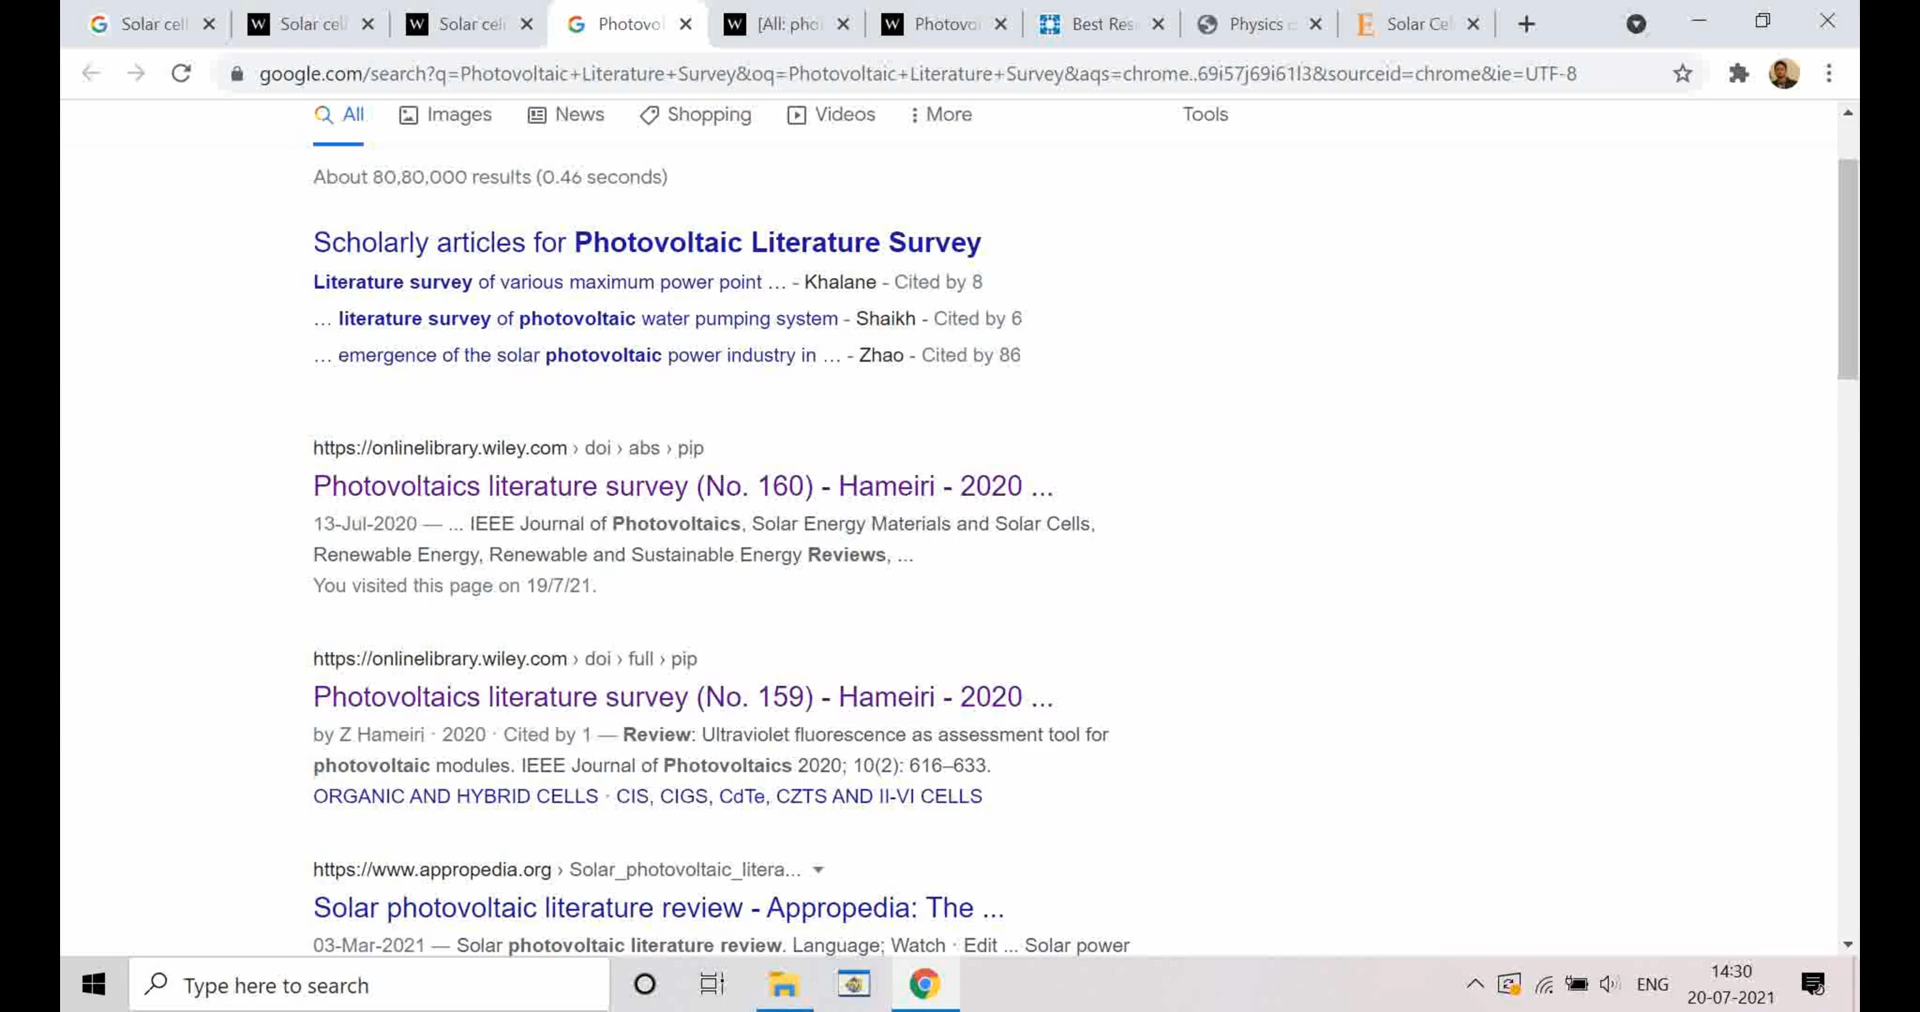 Solar cell
Solar cell
Solar cell
Photovol
[All: pho
Photovol
Best Res
Physics
Solar Cel
google.com/search?q=Photovoltaic+Literature+Survey&oq=Photovoltaic+Literature+Survey&aqs=chrome..69i57j69i61l3&sourceid=chrome&ie=UTF-8
All
Images
News
Shopping
Videos
More
Tools
About 80,80,000 results (0.46 seconds)
Scholarly articles for Photovoltaic Literature Survey
Literature survey of various maximum power point … - Khalane - Cited by 8
… literature survey of photovoltaic water pumping system - Shaikh - Cited by 6
… emergence of the solar photovoltaic power industry in … - Zhao - Cited by 86
https://onlinelibrary.wiley.com › doi › abs › pip
Photovoltaics literature survey (No. 160) - Hameiri - 2020 ...
13-Jul-2020 — ... IEEE Journal of Photovoltaics, Solar Energy Materials and Solar Cells,
Renewable Energy, Renewable and Sustainable Energy Reviews, ...
You visited this page on 19/7/21.
https://onlinelibrary.wiley.com › doi › full › pip
Photovoltaics literature survey (No. 159) - Hameiri - 2020 ...
by Z Hameiri · 2020 · Cited by 1 — Review: Ultraviolet fluorescence as assessment tool for
photovoltaic modules. IEEE Journal of Photovoltaics 2020; 10(2): 616–633.
ORGANIC AND HYBRID CELLS · CIS, CIGS, CdTe, CZTS AND II-VI CELLS
https://www.appropedia.org › Solar_photovoltaic_litera...
Solar photovoltaic literature review - Appropedia: The ...
03-Mar-2021 — Solar photovoltaic literature review. Language; Watch · Edit ... Solar power
Type here to search
ENG
14:30
20-07-2021